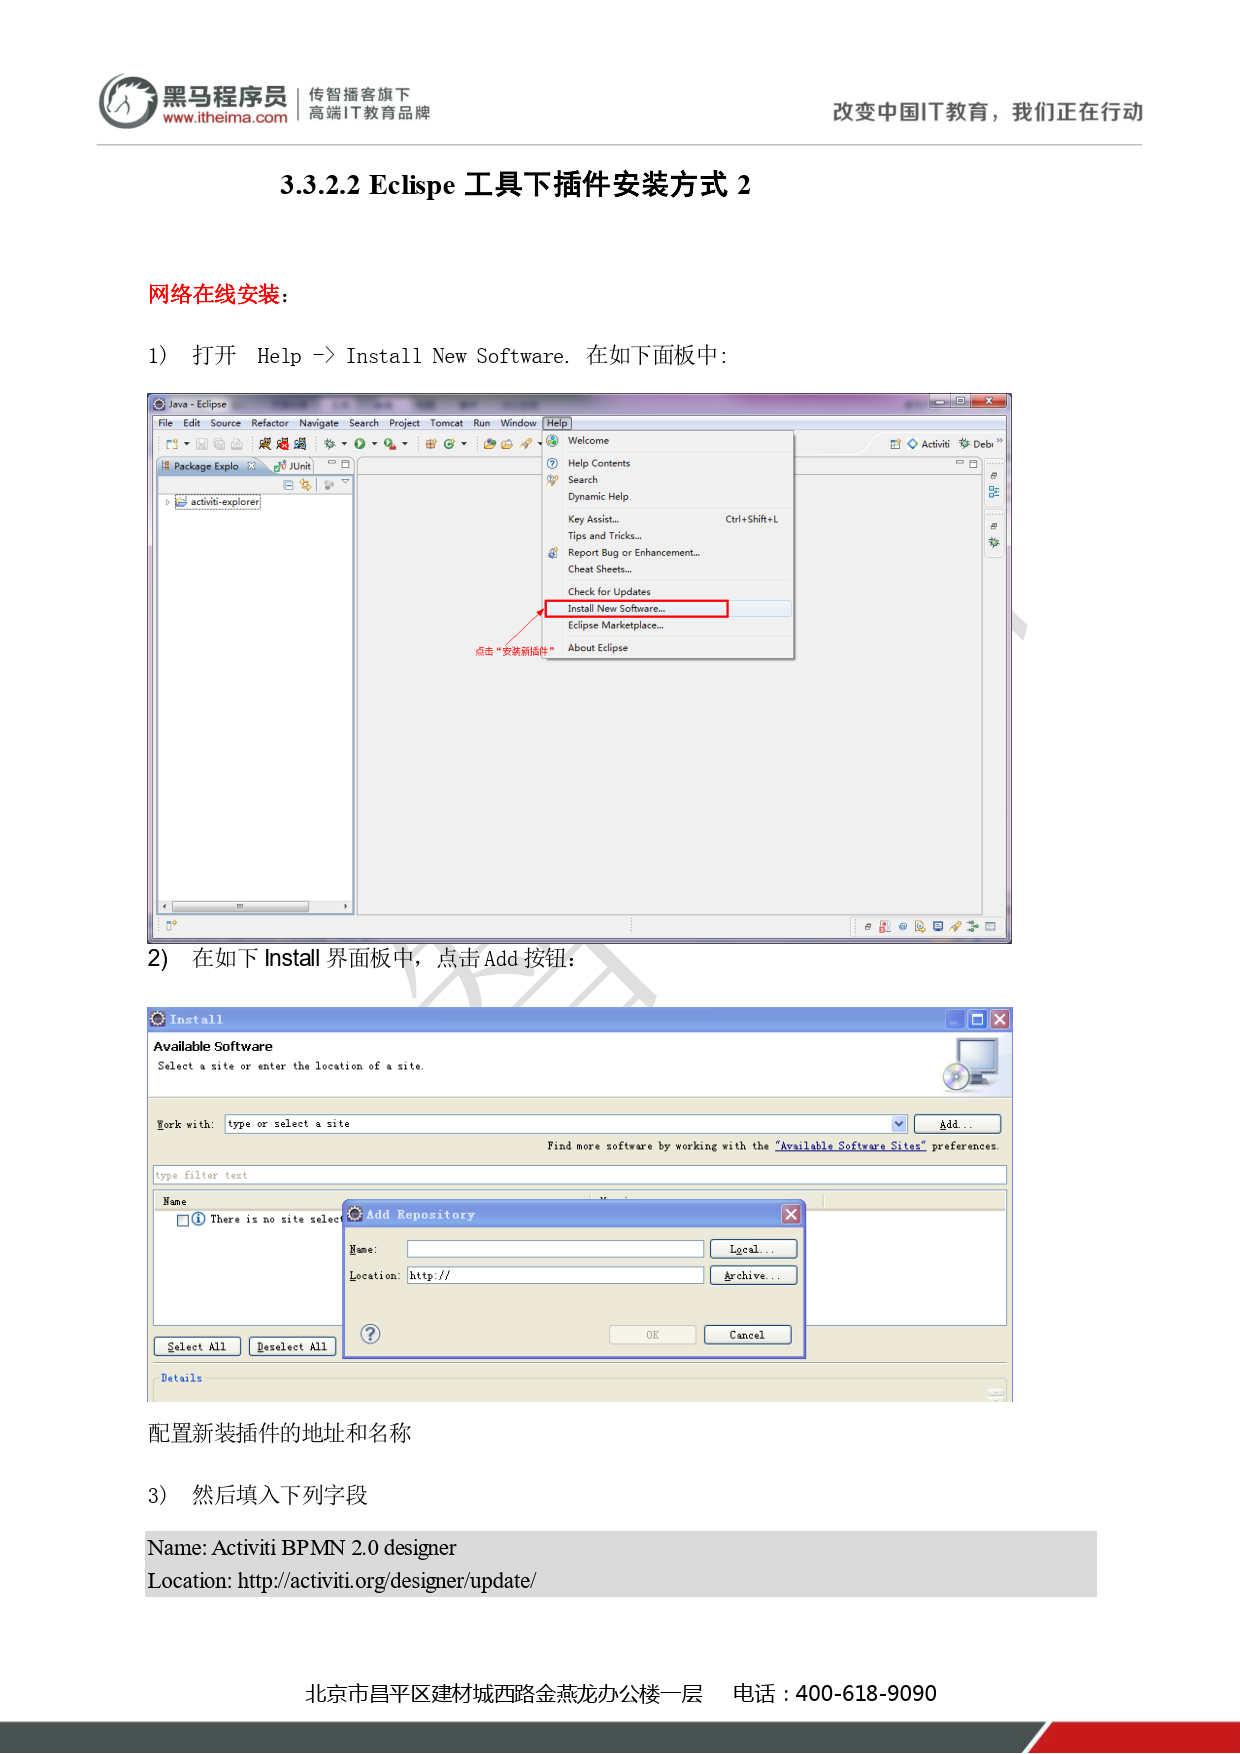 黑马程序员
www.itheima.com
传智播客旗下
高端IT教育品牌
改变中国IT教育，我们正在行动
3.3.2.2 Eclispe 工具下插件安装方式 2
网络在线安装：
1） 打开 Help -> Install New Software. 在如下面板中:
Java - Eclipse
File Edit Source Refactor Navigate Search Project Tomcat Run Window Help
Activiti Debu »
Package Explo JUnit
activiti-explorer
Welcome
Help Contents
Search
Dynamic Help
Key Assist... Ctrl+Shift+L
Tips and Tricks...
Report Bug or Enhancement...
Cheat Sheets...
Check for Updates
Install New Software...
Eclipse Marketplace...
About Eclipse
点击“安装新插件”
2) 在如下 Install 界面板中，点击 Add 按钮：
Install
Available Software
Select a site or enter the location of a site.
Work with: type or select a site Add...
Find more software by working with the "Available Software Sites" preferences.
type filter text
Name
There is no site select
Add Repository
Name: Local...
Location: http:// Archive...
OK Cancel
Select All Deselect All
Details
配置新装插件的地址和名称
3） 然后填入下列字段
Name: Activiti BPMN 2.0 designer
Location: http://activiti.org/designer/update/
北京市昌平区建材城西路金燕龙办公楼一层 电话：400-618-9090